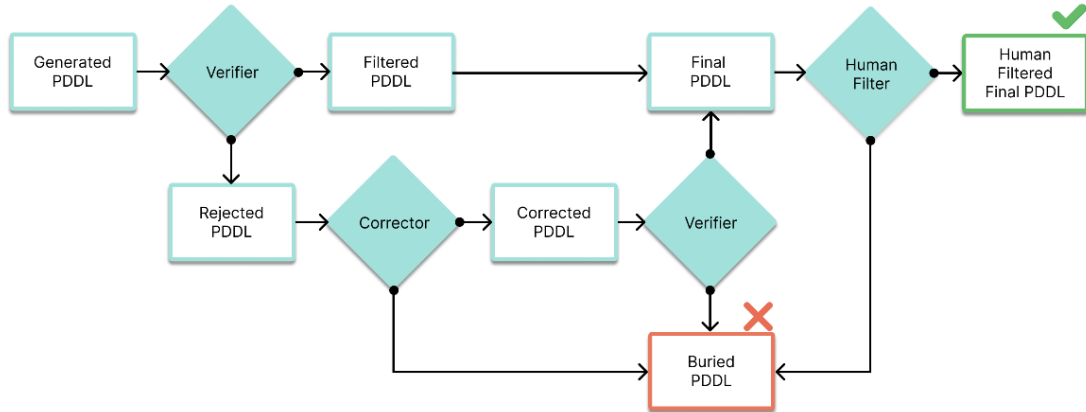 Generated
PDDL
Verifier
Filtered
PDDL
Final
PDDL
Human
Filter
Human
Filtered
Final PDDL
Rejected
PDDL
Corrector
Corrected
PDDL
Verifier
Buried
PDDL